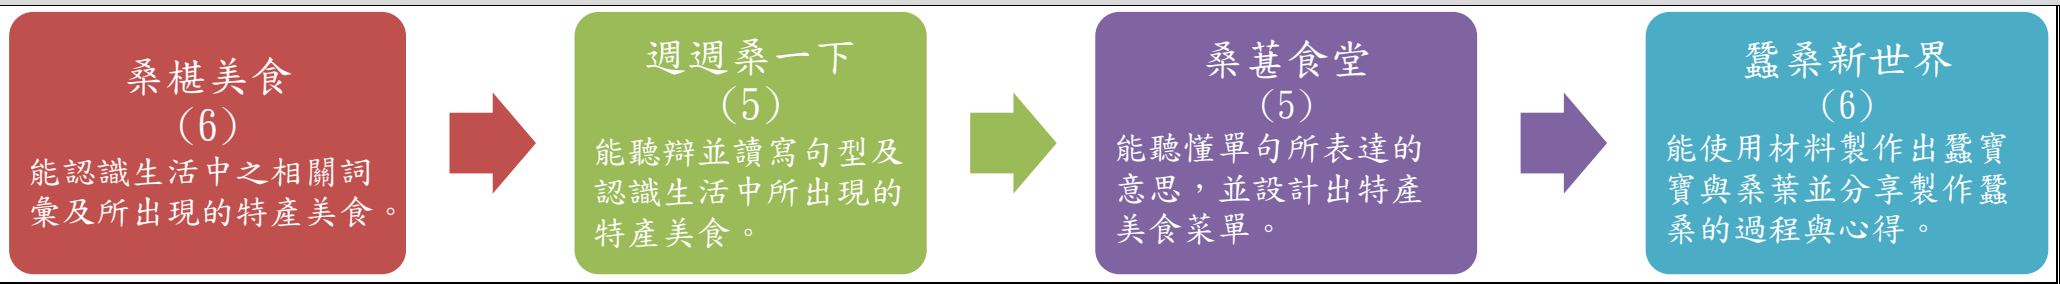 桑椹美食
(6)
能認識生活中之相關詞
彙及所出現的特產美食。
週週桑一下
(5)
能聽辯並讀寫句型及
認識生活中所出現的
特產美食。
桑葚食堂
(5)
能聽懂單句所表達的
意思，並設計出特產
美食菜單。
蠶桑新世界
(6)
能使用材料製作出蠶寶
寶與桑葉並分享製作蠶
桑的過程與心得。